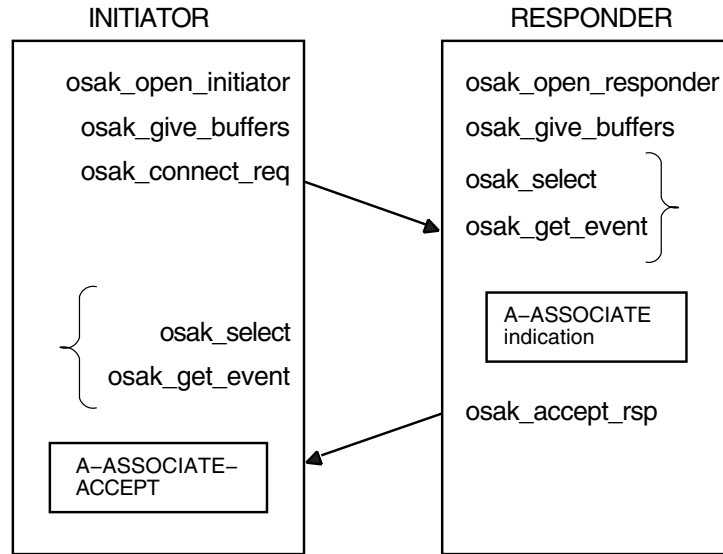 INITIATOR
osak_open_initiator
osak_give_buffers
osak_connect_req
osak_select
osak_get_event
A–ASSOCIATE–
ACCEPT
RESPONDER
osak_open_responder
osak_give_buffers
osak_select
osak_get_event
A–ASSOCIATE
indication
osak_accept_rsp